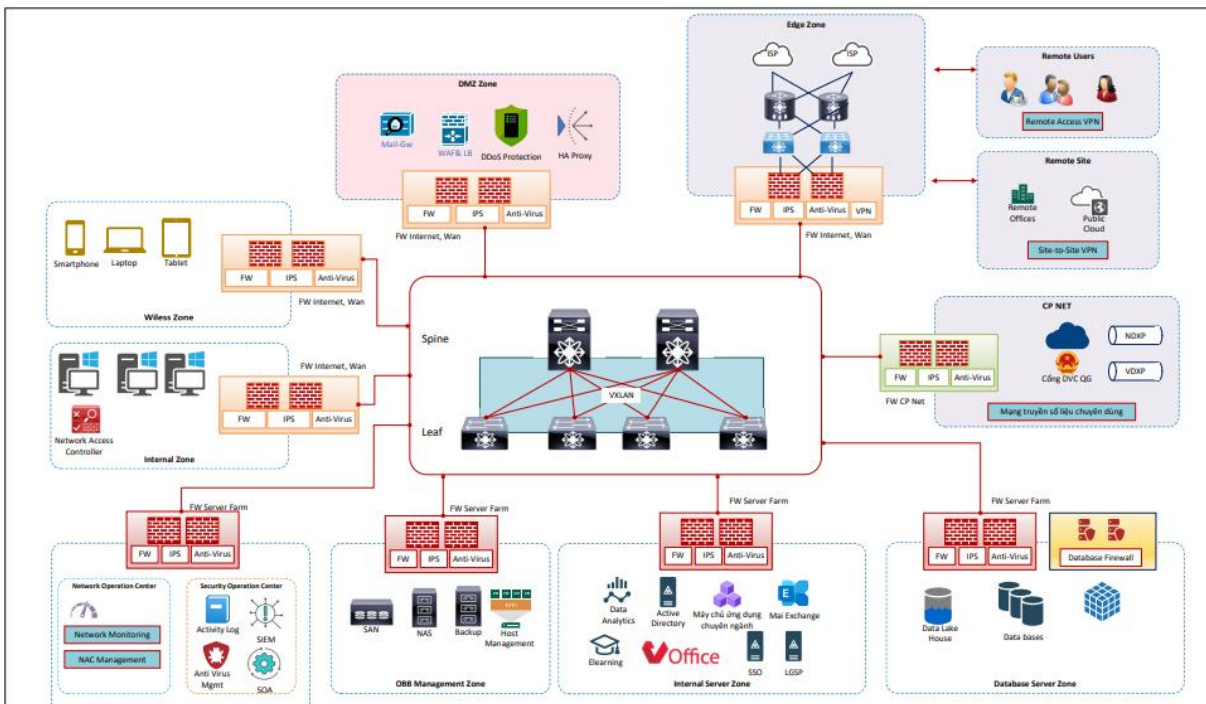 Edge Zone
ISP
ISP
FW
IPS
Anti-Virus
VPN
FW Internet, Wan
Remote Users
Remote Access VPN
Remote Site
Remote
Offices
Public
Cloud
Site-to-Site VPN
DMZ Zone
Mail-Gw
WAF& LB
DDoS Protection
HA Proxy
FW
IPS
Anti-Virus
FW Internet, Wan
Smartphone
Laptop
Tablet
FW
IPS
Anti-Virus
FW Internet, Wan
Wiless Zone
Spine
VXLAN
Leaf
CP NET
Cổng DVC QG
NDXP
VDXP
Mạng truyền số liệu chuyên dùng
FW
IPS
Anti-Virus
FW CP Net
FW Internet, Wan
FW
IPS
Anti-Virus
Network Access
Controller
Internal Zone
FW Server Farm
FW
IPS
Anti-Virus
Network Operation Center
Network Monitoring
NAC Management
Security Operation Center
Activity Log
SIEM
Anti Virus
Mgmt
SOA
FW Server Farm
FW
IPS
Anti-Virus
SAN
NAS
Backup
Host
Management
OBB Management Zone
FW Server Farm
FW
IPS
Anti-Virus
Data
Analytics
Active
Directory
Máy chủ ứng dụng
chuyên ngành
Mai Exchange
Elearning
Office
SSO
LGSP
Internal Server Zone
FW Server Farm
FW
IPS
Anti-Virus
Database Firewall
Data Lake
House
Data bases
Database Server Zone